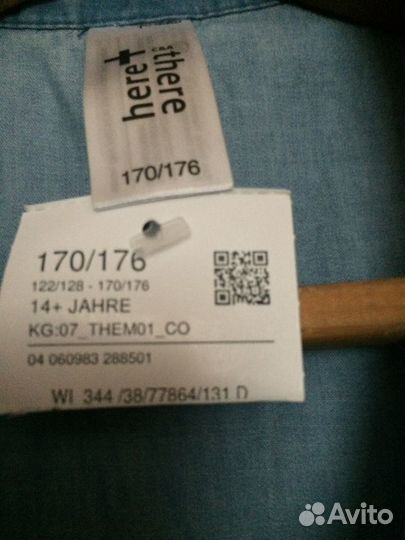 here+there
C&A
170/176
170/176
122/128 - 170/176
14+ JAHRE
KG:07_THEM01_CO
04 060983 288501
WI 344 /38/77864/131 D
Avito